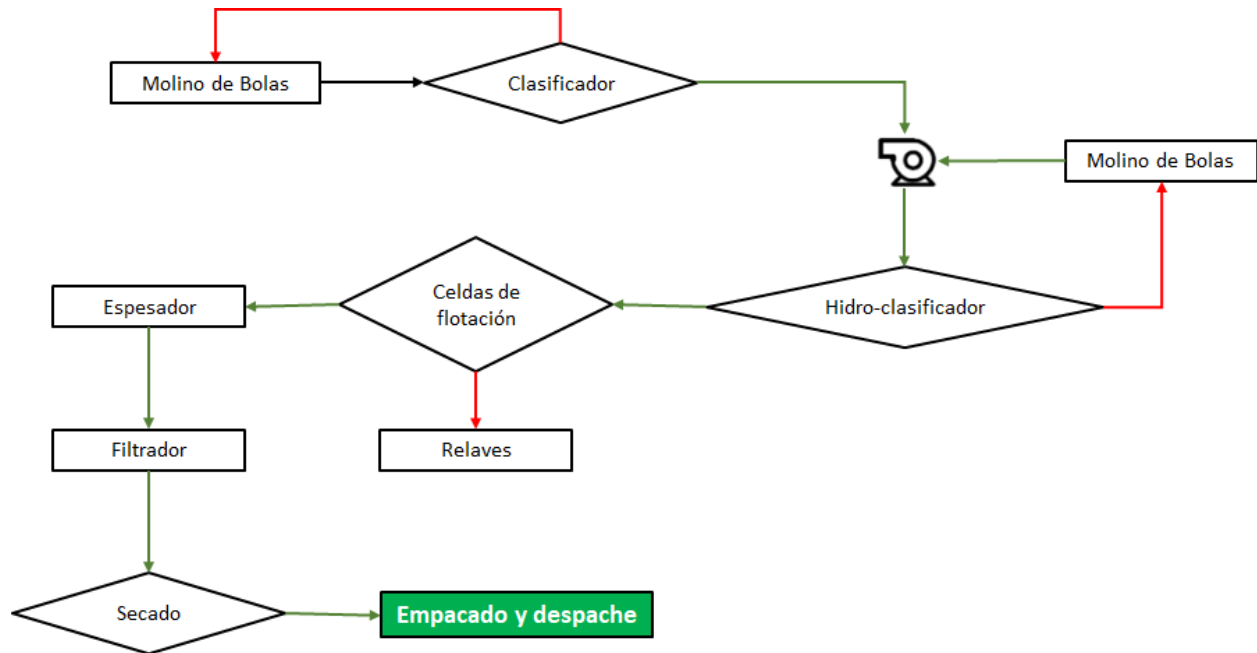 Molino de Bolas
Clasificador
Molino de Bolas
Hidro-clasificador
Celdas de
flotación
Espesador
Filtrador
Relaves
Secado
Empacado y despache